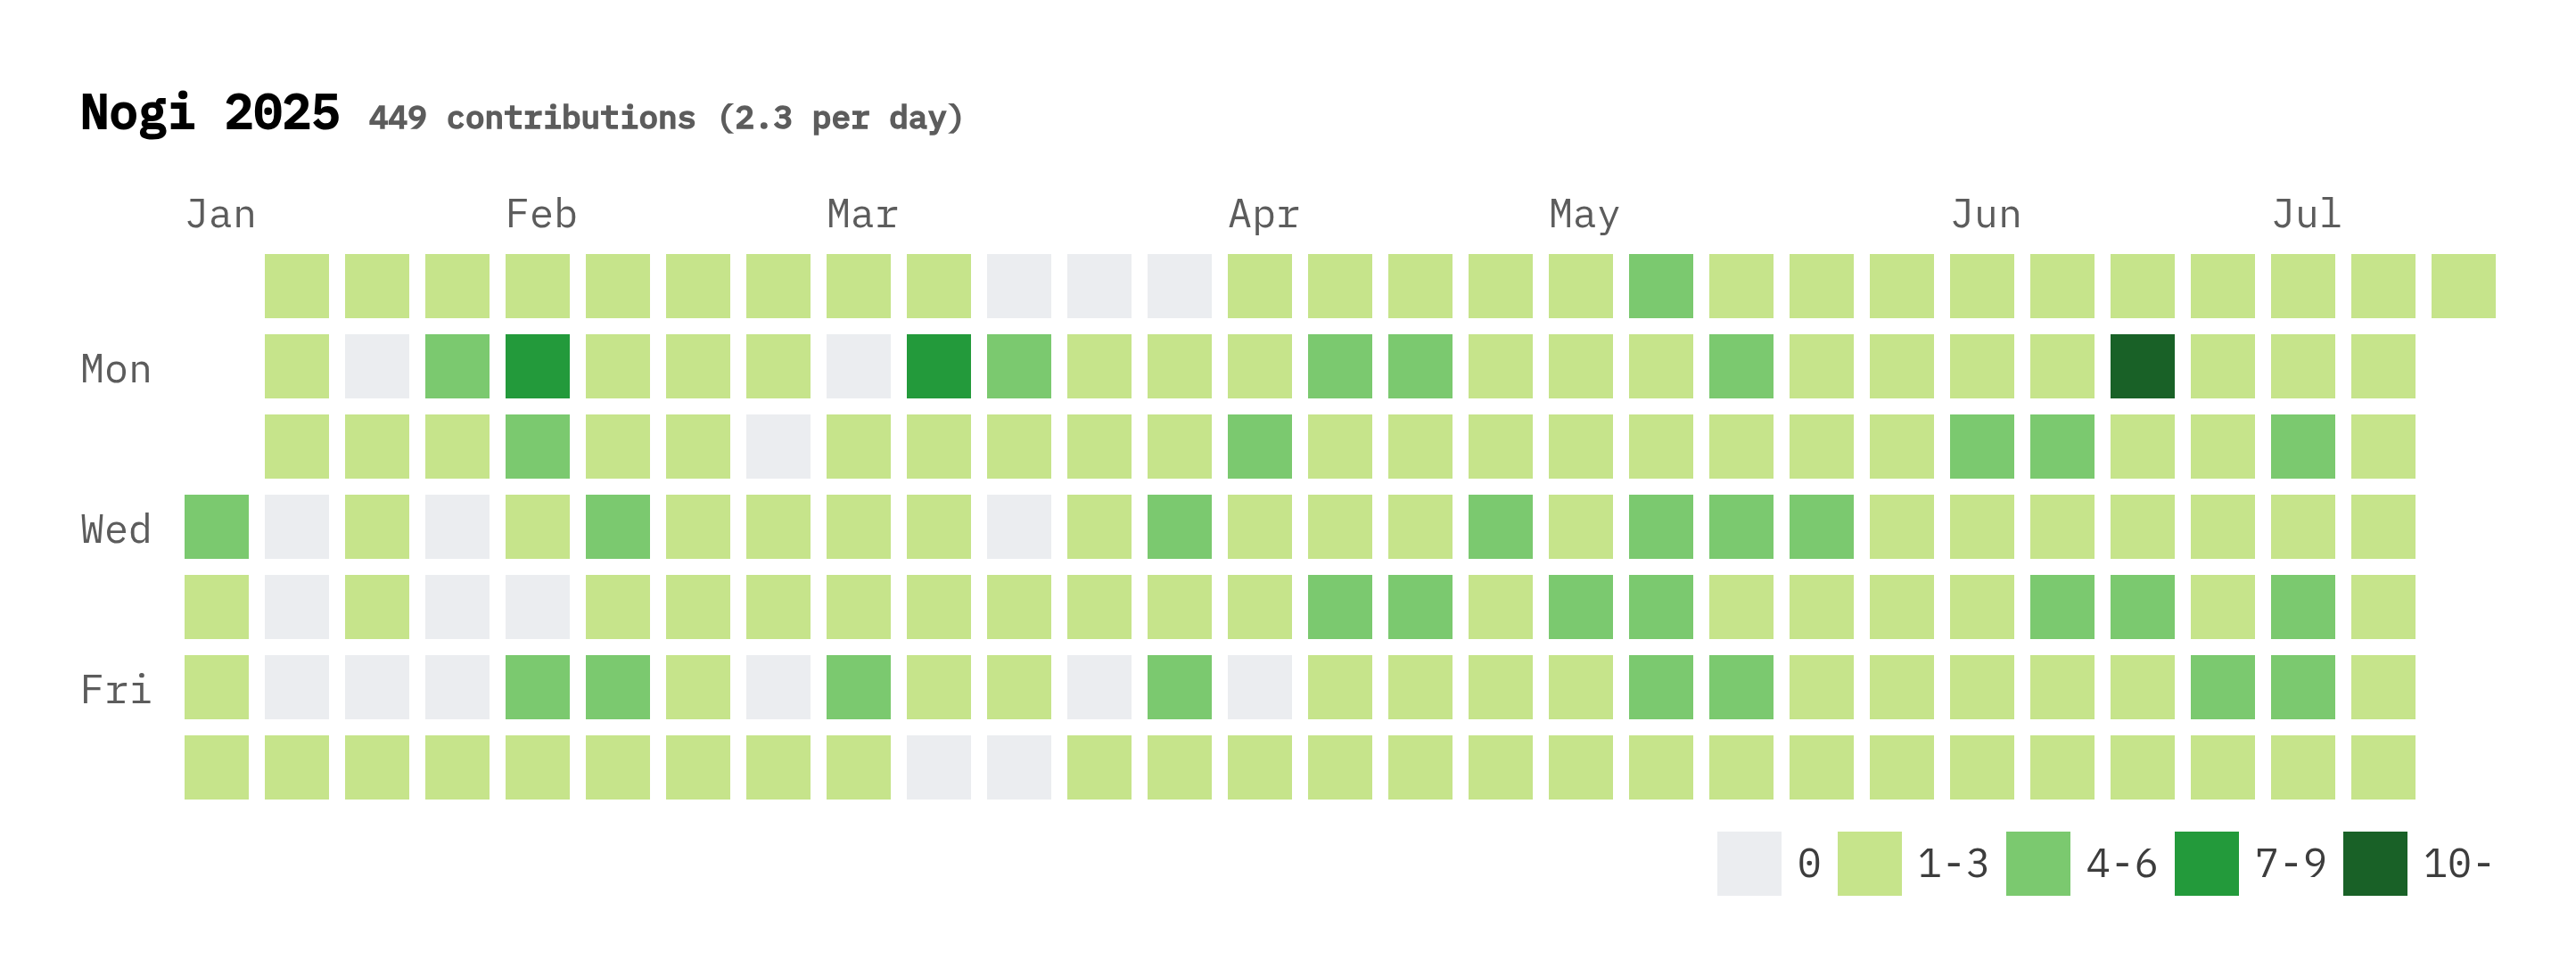 Nogi 2025 449 contributions (2.3 per day)
Jan Feb Mar Apr May Jun Jul
Mon
Wed
Fri
0 1-3 4-6 7-9 10-